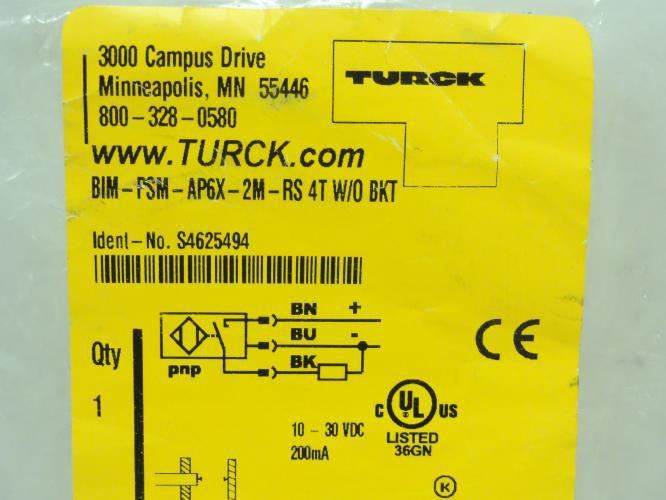 3000 Campus Drive
Minneapolis, MN 55446
800-328-0580
TURCK
www.TURCK.com
BIM-PSM-AP6X-2M-RS 4T W/O BKT
Ident-No. S4625494
BN +
BU -
BK
pnp
Qty
1
CE
C UL US
LISTED
36GN
10 - 30 VDC
200mA
K